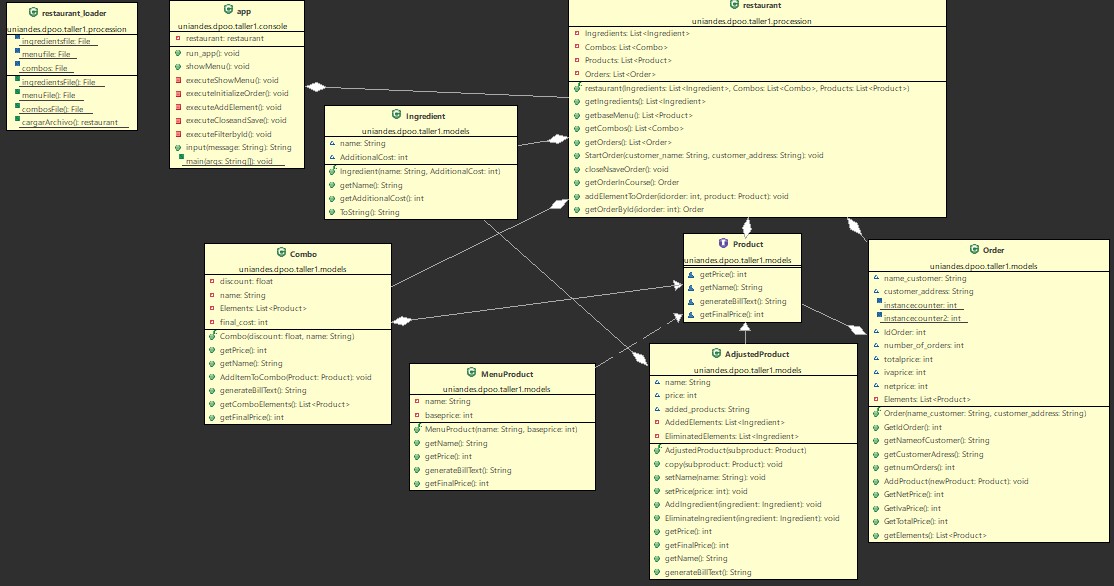 restaurant_loader
uniandes.dpoo.taller1.procession
ingredientsfile: File
menufile: File
combos: File
ingredientsFile(): File
menuFile(): File
combosFile(): File
cargarArchivo(): restaurant
app
uniandes.dpoo.taller1.console
restaurant: restaurant
run_app(): void
showMenu(): void
executeShowMenu(): void
executeInitializeOrder(): void
executeAddElement(): void
executeCloseandSave(): void
executeFilterbyId(): void
input(message: String): String
main(args: String[]): void
restaurant
uniandes.dpoo.taller1.procession
Ingredients: List<Ingredient>
Combos: List<Combo>
Products: List<Product>
Orders: List<Order>
restaurant(Ingredients: List<Ingredient>, Combos: List<Combo>, Products: List<Product>)
getIngredients(): List<Ingredient>
getbaseMenu(): List<Product>
getCombos(): List<Combo>
getOrders(): List<Order>
StartOrder(customer_name: String, customer_address: String): void
closeNsaveOrder(): void
getOrderInCourse(): Order
addElementToOrder(idorder: int, product: Product): void
getOrderById(idorder: int): Order
Ingredient
uniandes.dpoo.taller1.models
name: String
AdditionalCost: int
Ingredient(name: String, AdditionalCost: int)
getName(): String
getAdditionalCost(): int
ToString(): String
Combo
uniandes.dpoo.taller1.models
discount: float
name: String
Elements: List<Product>
final_cost: int
Combo(discount: float, name: String)
getPrice(): int
getName(): String
AddItemToCombo(Product: Product): void
generateBillText(): String
getComboElements(): List<Product>
getFinalPrice(): int
Product
uniandes.dpoo.taller1.models
getPrice(): int
getName(): String
generateBillText(): String
getFinalPrice(): int
Order
uniandes.dpoo.taller1.models
name_customer: String
customer_address: String
instancecounter: int
instancecounter2: int
IdOrder: int
number_of_orders: int
totalprice: int
ivaprice: int
netprice: int
Elements: List<Product>
Order(name_customer: String, customer_address: String)
GetIdOrder(): int
getNameofCustomer(): String
getCustomerAdress(): String
getnumOrders(): int
AddProduct(newProduct: Product): void
GetNetPrice(): int
GetIvaPrice(): int
GetTotalPrice(): int
getElements(): List<Product>
MenuProduct
uniandes.dpoo.taller1.models
name: String
baseprice: int
MenuProduct(name: String, baseprice: int)
getName(): String
getPrice(): int
generateBillText(): String
getFinalPrice(): int
AdjustedProduct
uniandes.dpoo.taller1.models
name: String
price: int
added_products: String
AddedElements: List<Ingredient>
EliminatedElements: List<Ingredient>
AdjustedProduct(subproduct: Product)
copy(subproduct: Product): void
setName(name: String): void
setPrice(price: int): void
AddIngredient(ingredient: Ingredient): void
EliminateIngredient(ingredient: Ingredient): void
getPrice(): int
getFinalPrice(): int
getName(): String
generateBillText(): String